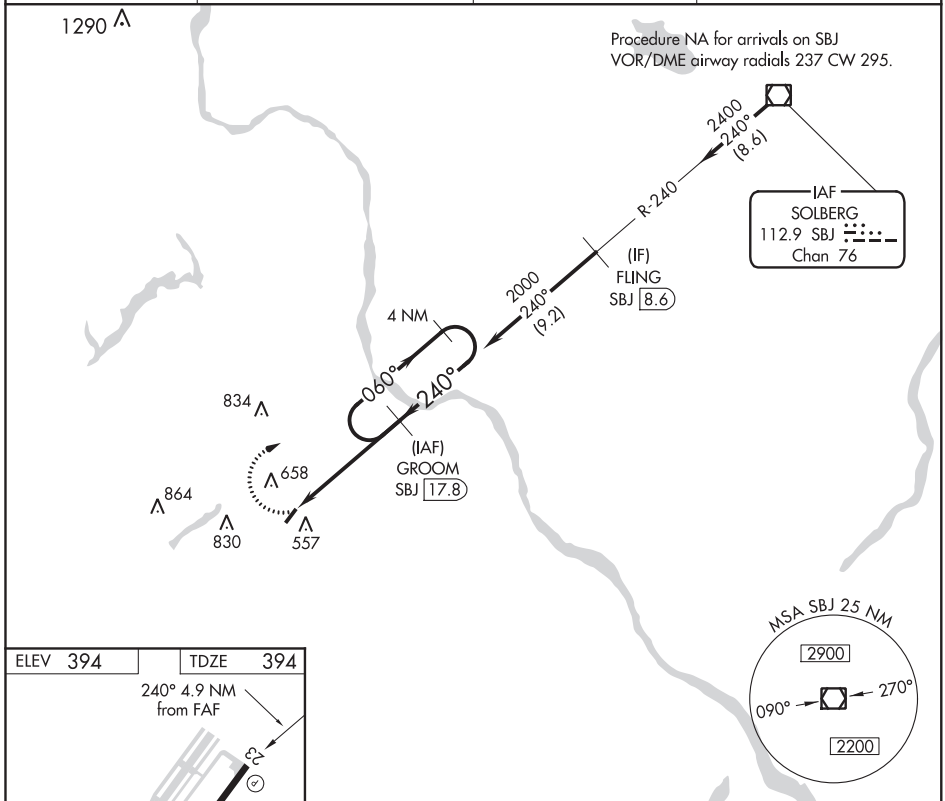 1290
Procedure NA for arrivals on SBJ
VOR/DME airway radials 237 CW 295.
2400
240°
(8.6)
R-240
IAF
SOLBERG
112.9 SBJ
Chan 76
(IF)
FLING
SBJ 8.6
2000
240°
(9.2)
4 NM
060°
240°
834
(IAF)
GROOM
SBJ 17.8
658
864
830
557
MSA SBJ 25 NM
2900
090°
270°
2200
ELEV 394
TDZE 394
240° 4.9 NM
from FAF
23
P